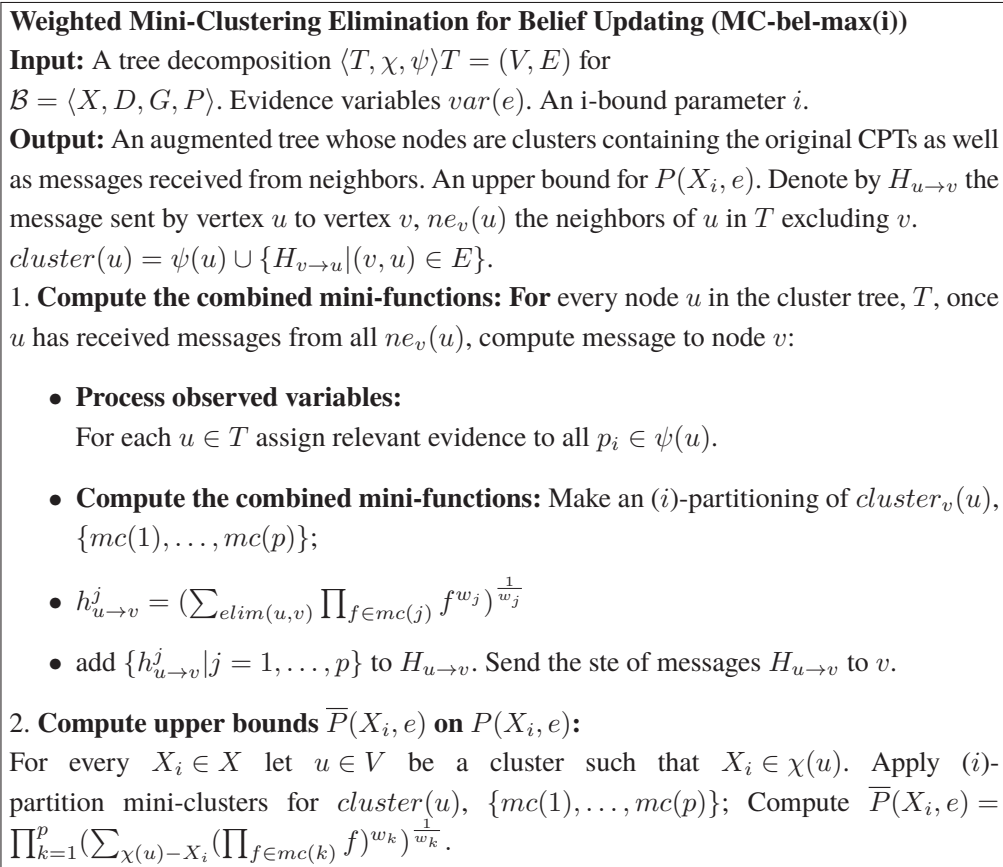 Weighted Mini-Clustering Elimination for Belief Updating (MC-bel-max(i))
Input: A tree decomposition ⟨T, χ, ψ⟩T = (V, E) for
ℬ = ⟨X, D, G, P⟩. Evidence variables var(e). An i-bound parameter i.
Output: An augmented tree whose nodes are clusters containing the original CPTs as well
as messages received from neighbors. An upper bound for P(X_i, e). Denote by H_{u→v} the
message sent by vertex u to vertex v, ne_v(u) the neighbors of u in T excluding v.
cluster(u) = ψ(u) ∪ {H_{v→u}|(v, u) ∈ E}.
1. Compute the combined mini-functions: For every node u in the cluster tree, T, once
u has received messages from all ne_v(u), compute message to node v:
• Process observed variables:
For each u ∈ T assign relevant evidence to all p_i ∈ ψ(u).
• Compute the combined mini-functions: Make an (i)-partitioning of cluster_v(u),
{mc(1), . . . , mc(p)};
• h^j_{u→v} = (∑_{elim(u,v)} ∏_{f∈mc(j)} f^{w_j})^{1/w_j}
• add {h^j_{u→v}|j = 1, . . . , p} to H_{u→v}. Send the ste of messages H_{u→v} to v.
2. Compute upper bounds P̅(X_i, e) on P(X_i, e):
For every X_i ∈ X let u ∈ V be a cluster such that X_i ∈ χ(u). Apply (i)-
partition mini-clusters for cluster(u), {mc(1), . . . , mc(p)}; Compute P̅(X_i, e) =
∏^p_{k=1}(∑_{χ(u)−X_i}(∏_{f∈mc(k)} f)^{w_k})^{1/w_k}.